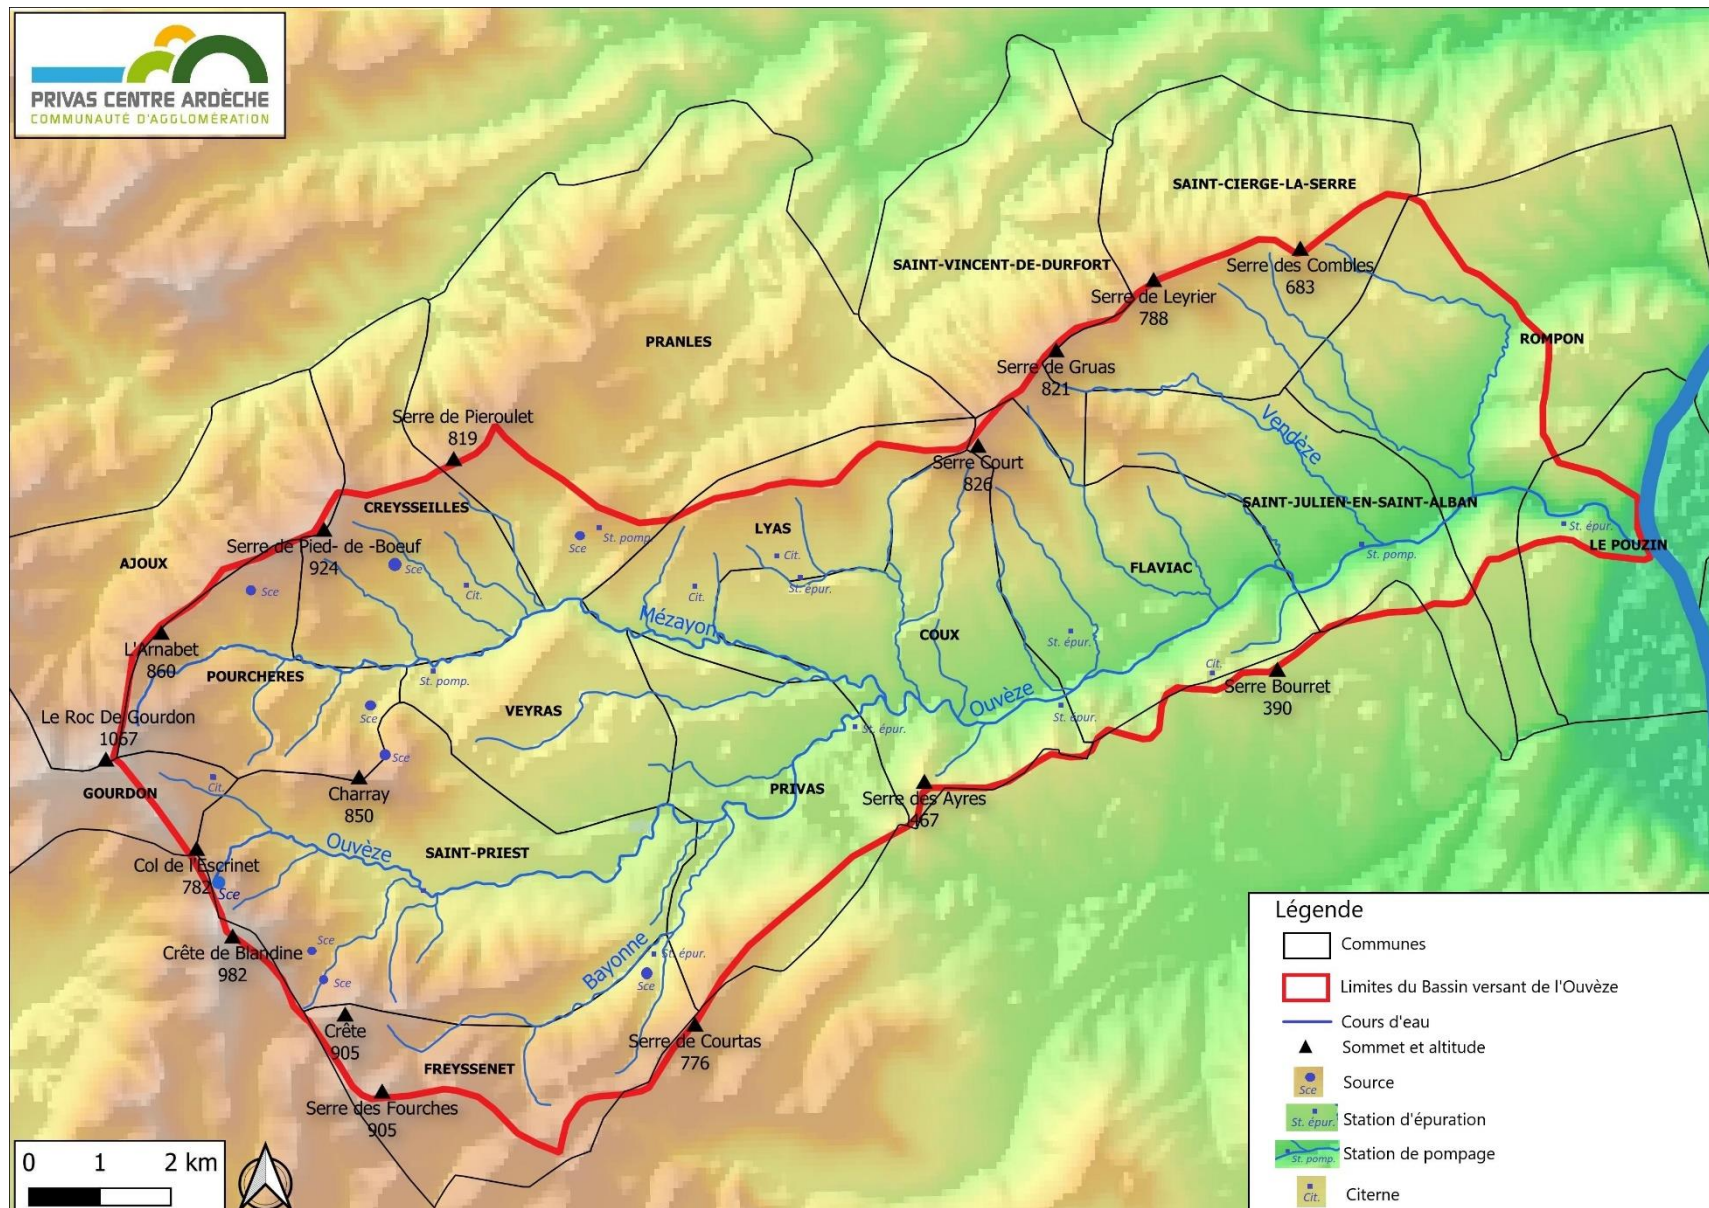 PRIVAS CENTRE ARDÈCHE
COMMUNAUTÉ D'AGGLOMÉRATION
SAINT-CIERGE-LA-SERRE
SAINT-VINCENT-DE-DURFORT
Serre des Combles
683
Serre de Leyrier
788
PRANLES
ROMPON
Serre de Gruas
821
Serre de Pieroulet
819
Vendèze
Serre Court
826
CREYSSEILLES
SAINT-JULIEN-EN-SAINT-ALBAN
LYAS
St. épur.
Sce
St. pomp.
Serre de Pied- de -Boeuf
924
LE POUZIN
Cit.
St. pomp.
AJOUX
Sce
FLAVIAC
St. épur.
Sce
Cit.
Cit.
Mézayon
COUX
St. épur.
L'Arnabet
860
Cit.
POURCHERES
St. pomp.
Serre Bourret
390
Ouvèze
VEYRAS
Sce
St. épur.
Le Roc De Gourdon
1067
St. épur.
Sce
Cit.
GOURDON
Charray
850
PRIVAS
Serre des Ayres
467
Ouvèze
SAINT-PRIEST
Col de l'Escrinet
782
Sce
Sce
Crête de Blandine
982
Bayonne
St. épur.
Sce
Sce
Crête
905
Serre de Courtas
776
FREYSSENET
Serre des Fourches
905
0 1 2 km
Légende
Communes
Limites du Bassin versant de l'Ouvèze
Cours d'eau
Sommet et altitude
Sce
Source
St. épur.
Station d'épuration
St. pomp.
Station de pompage
Cit.
Citerne